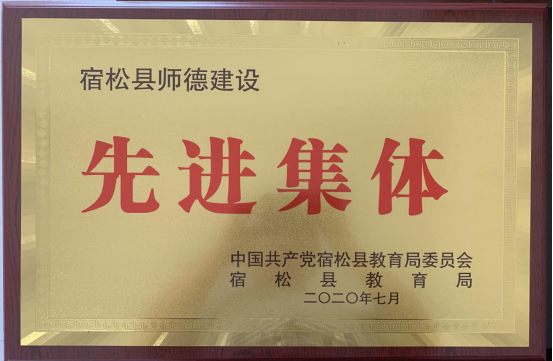 宿松县师德建设
先进集体
中国共产党宿松县教育局委员会
宿松县教育局
二〇二〇年七月